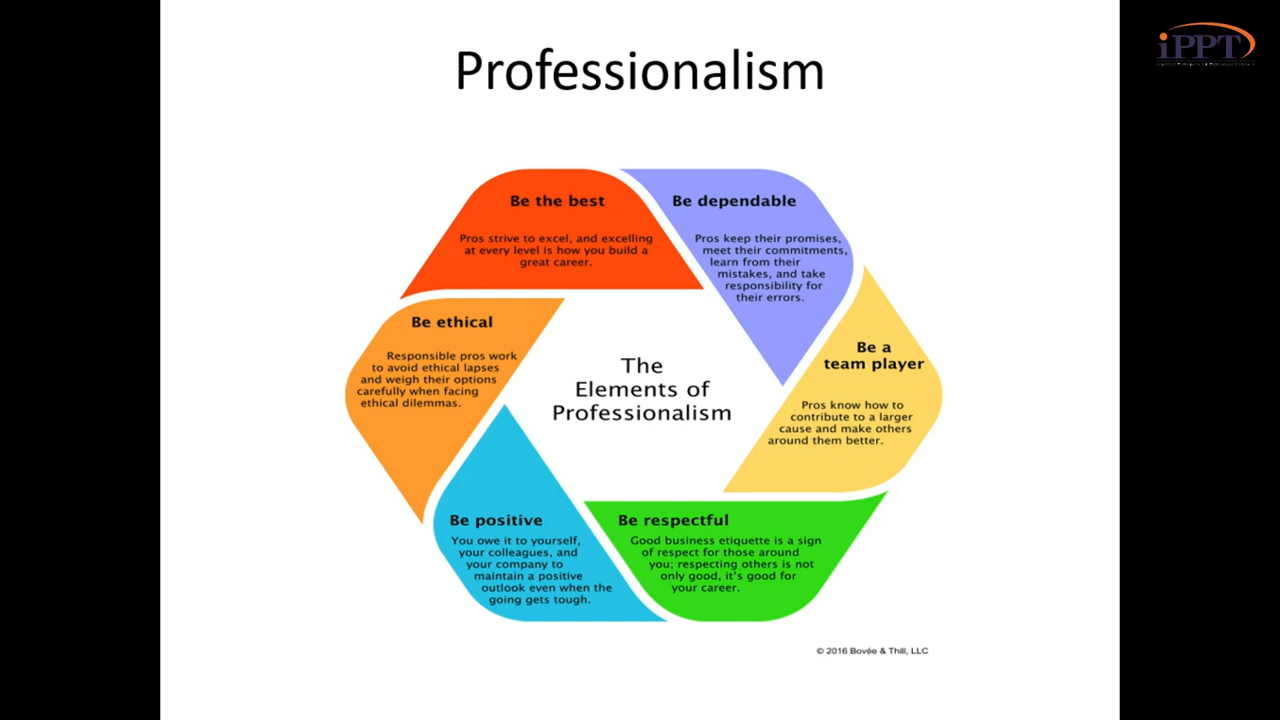 Professionalism
iPPT
Be the best
Pros strive to excel, and excelling
at every level is how you build a
great career.
Be dependable
Pros keep their promises,
meet their commitments,
learn from their
mistakes, and take
responsibility for
their errors.
Be a
team player
Pros know how to
contribute to a larger
cause and make others
around them better.
Be respectful
Good business etiquette is a sign
of respect for those around
you; respecting others is not
only good, it's good for
your career.
Be positive
You owe it to yourself,
your colleagues, and
your company to
maintain a positive
outlook even when the
going gets tough.
Be ethical
Responsible pros work
to avoid ethical lapses
and weigh their options
carefully when facing
ethical dilemmas.
The
Elements of
Professionalism
© 2016 Bovée & Thill, LLC